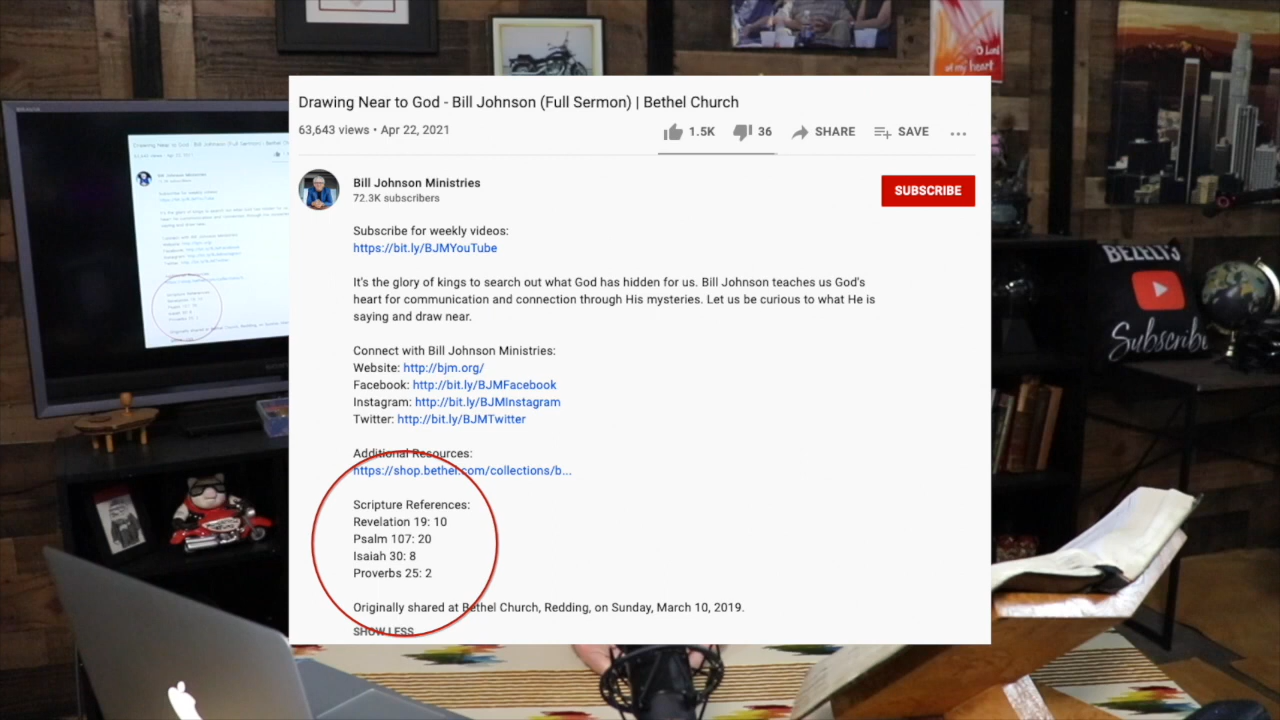 O Lord
of my heart
Drawing Near to God - Bill Johnson (Full Sermon) | Bethel Church
63,643 views • Apr 22, 2021
1.5K
36
SHARE
SAVE
Bill Johnson Ministries
72.3K subscribers
SUBSCRIBE
Subscribe for weekly videos:
https://bit.ly/BJMYouTube
It's the glory of kings to search out what God has hidden for us. Bill Johnson teaches us God's
heart for communication and connection through His mysteries. Let us be curious to what He is
saying and draw near.
Connect with Bill Johnson Ministries:
Website: http://bjm.org/
Facebook: http://bit.ly/BJMFacebook
Instagram: http://bit.ly/BJMInstagram
Twitter: http://bit.ly/BJMTwitter
Additional Resources:
https://shop.bethel.com/collections/b...
Scripture References:
Revelation 19: 10
Psalm 107: 20
Isaiah 30: 8
Proverbs 25: 2
Originally shared at Bethel Church, Redding, on Sunday, March 10, 2019.
SHOW LESS
BEZELT3
Subscribe